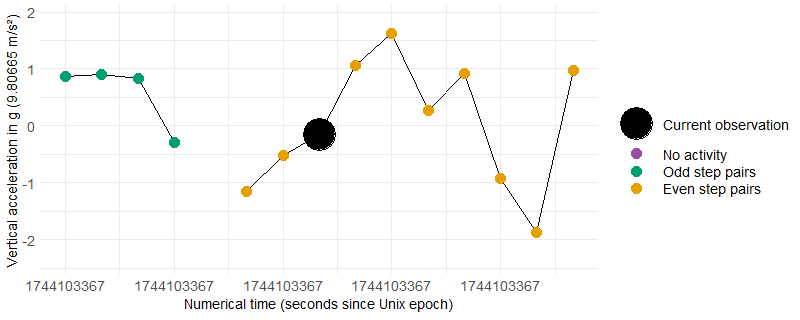 Vertical acceleration in g (9.80665 m/s²)
2
1
0
-1
-2
1744103367 1744103367 1744103367 1744103367 1744103367
Numerical time (seconds since Unix epoch)
Current observation
No activity
Odd step pairs
Even step pairs